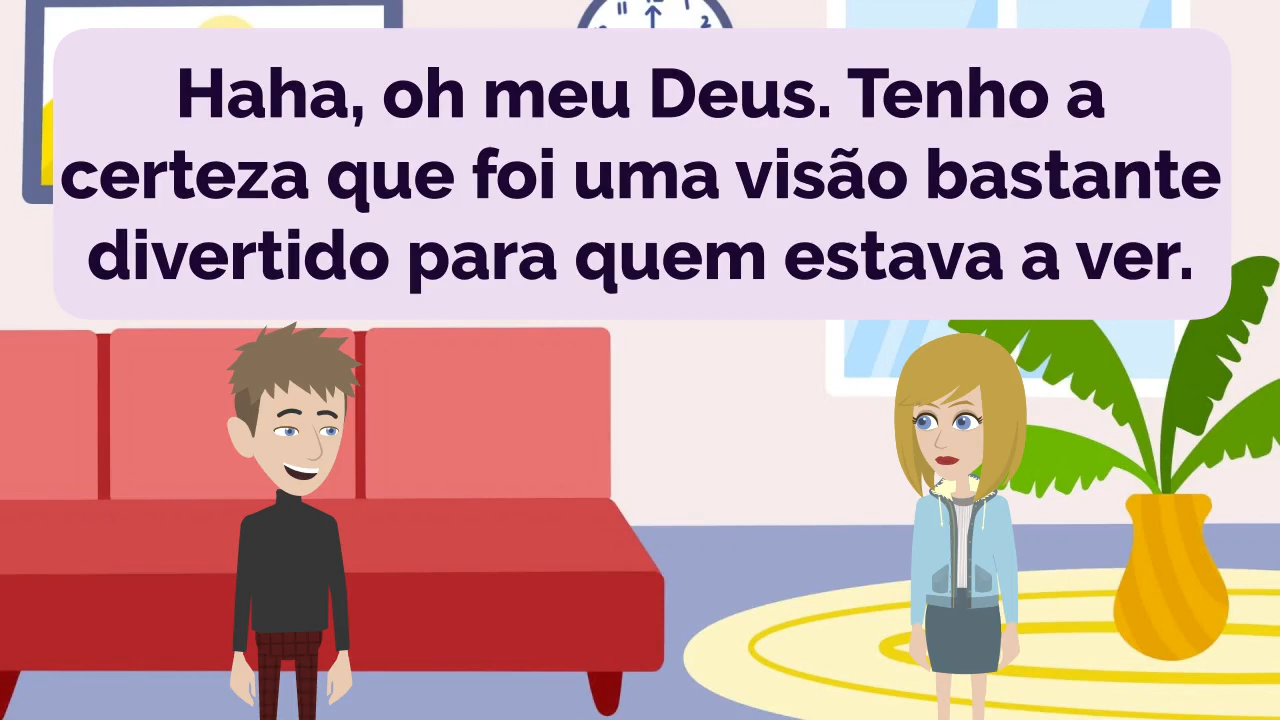 Haha, oh meu Deus. Tenho a
certeza que foi uma visão bastante
divertido para quem estava a ver.